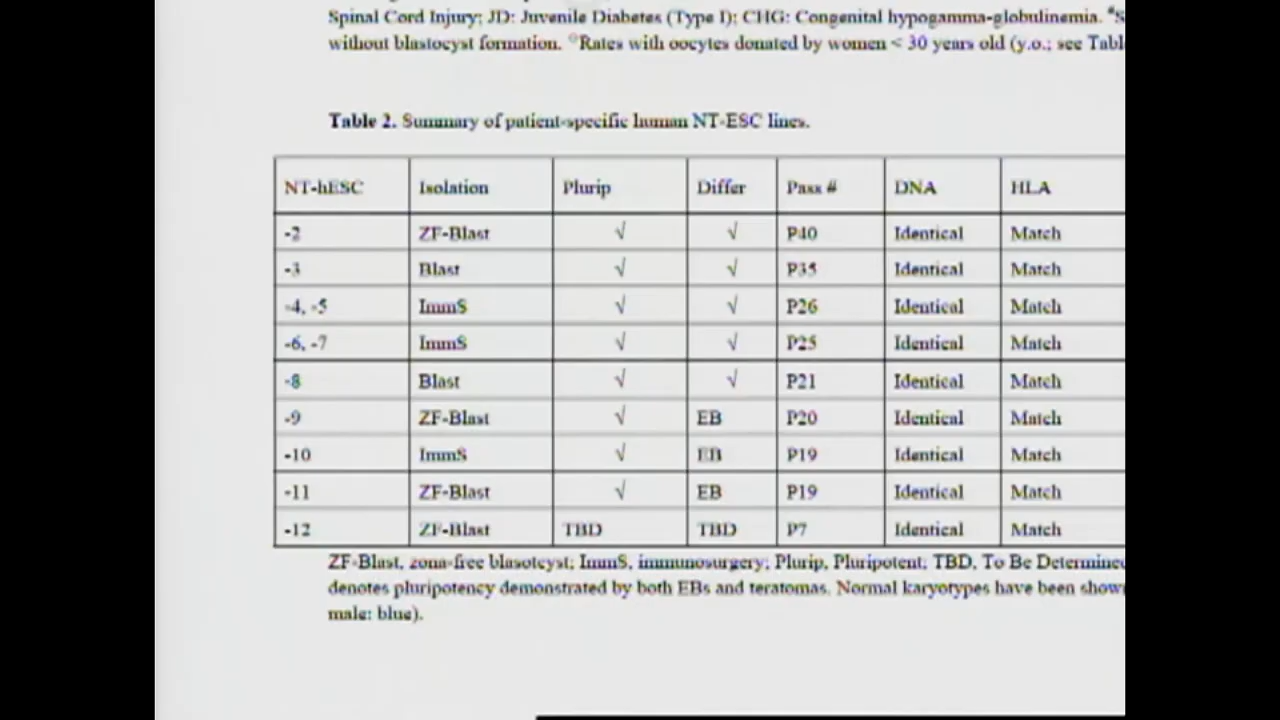 Spinal Cord Injury; JD: Juvenile Diabetes (Type I); CHG: Congenital hypogamma-globulinemia.
without blastocyst formation. Rates with oocytes donated by women < 30 years old (y.o.; see
Table 2. Summary of patient-specific human NT-ESC lines.
NT-hESC Isolation Plurip Differ Pass # DNA HLA
-2 ZF-Blast √ √ P40 Identical Match
-3 Blast √ √ P35 Identical Match
-4, -5 ImmS √ √ P26 Identical Match
-6, -7 ImmS √ √ P25 Identical Match
-8 Blast √ √ P21 Identical Match
-9 ZF-Blast √ EB P20 Identical Match
-10 ImmS √ EB P19 Identical Match
-11 ZF-Blast √ EB P19 Identical Match
-12 ZF-Blast TBD TBD P7 Identical Match
ZF-Blast, zona-free blasotcyst; ImmS, immunosurgery; Plurip, Pluripotent; TBD, To Be Determine
denotes pluripotency demonstrated by both EBs and teratomas. Normal karyotypes have been show
male: blue).